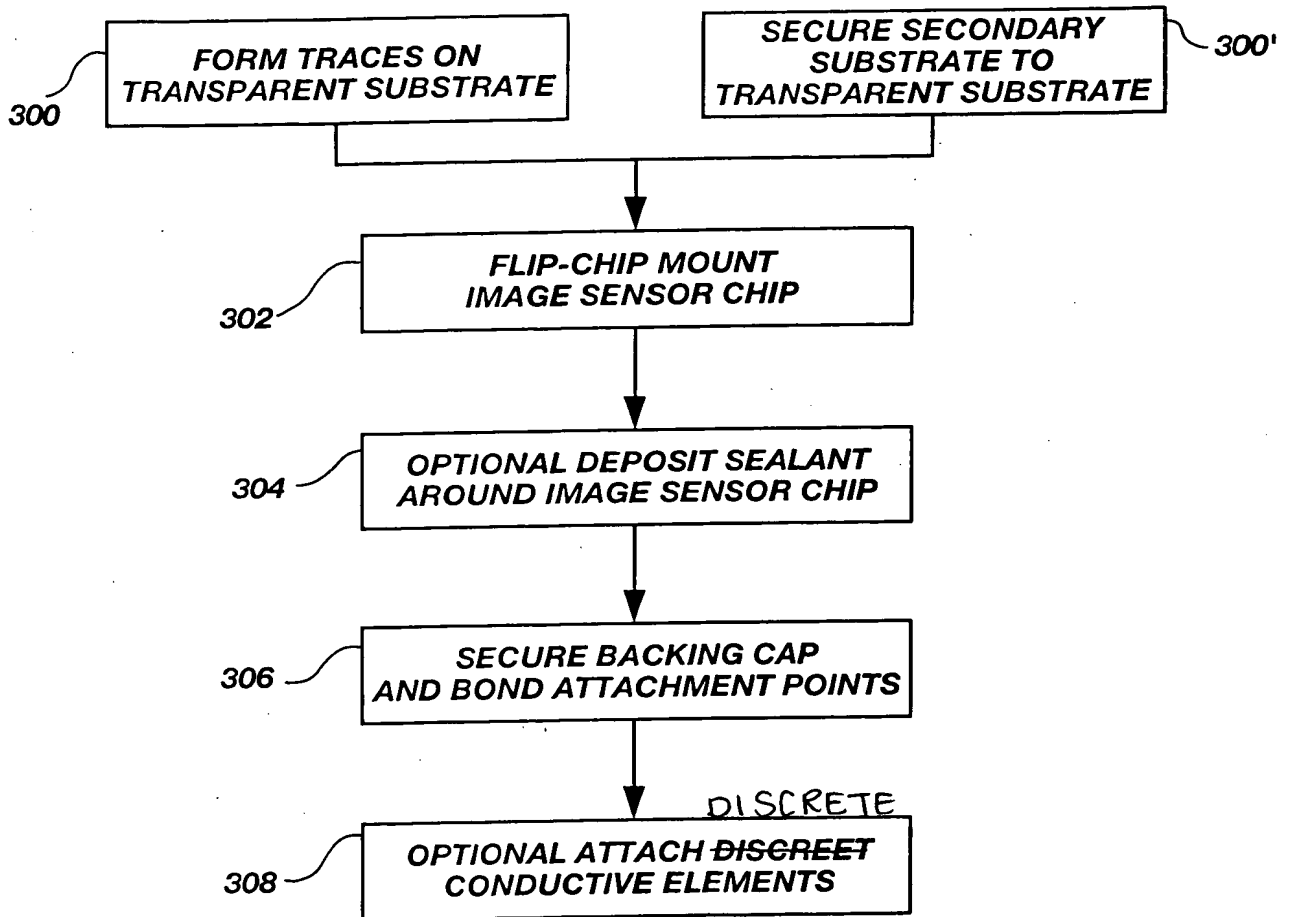 FORM TRACES ON
TRANSPARENT SUBSTRATE
300
SECURE SECONDARY
SUBSTRATE TO
TRANSPARENT SUBSTRATE
300'
FLIP-CHIP MOUNT
IMAGE SENSOR CHIP
302
OPTIONAL DEPOSIT SEALANT
AROUND IMAGE SENSOR CHIP
304
SECURE BACKING CAP
AND BOND ATTACHMENT POINTS
306
DISCRETE
OPTIONAL ATTACH DISCREET
CONDUCTIVE ELEMENTS
308